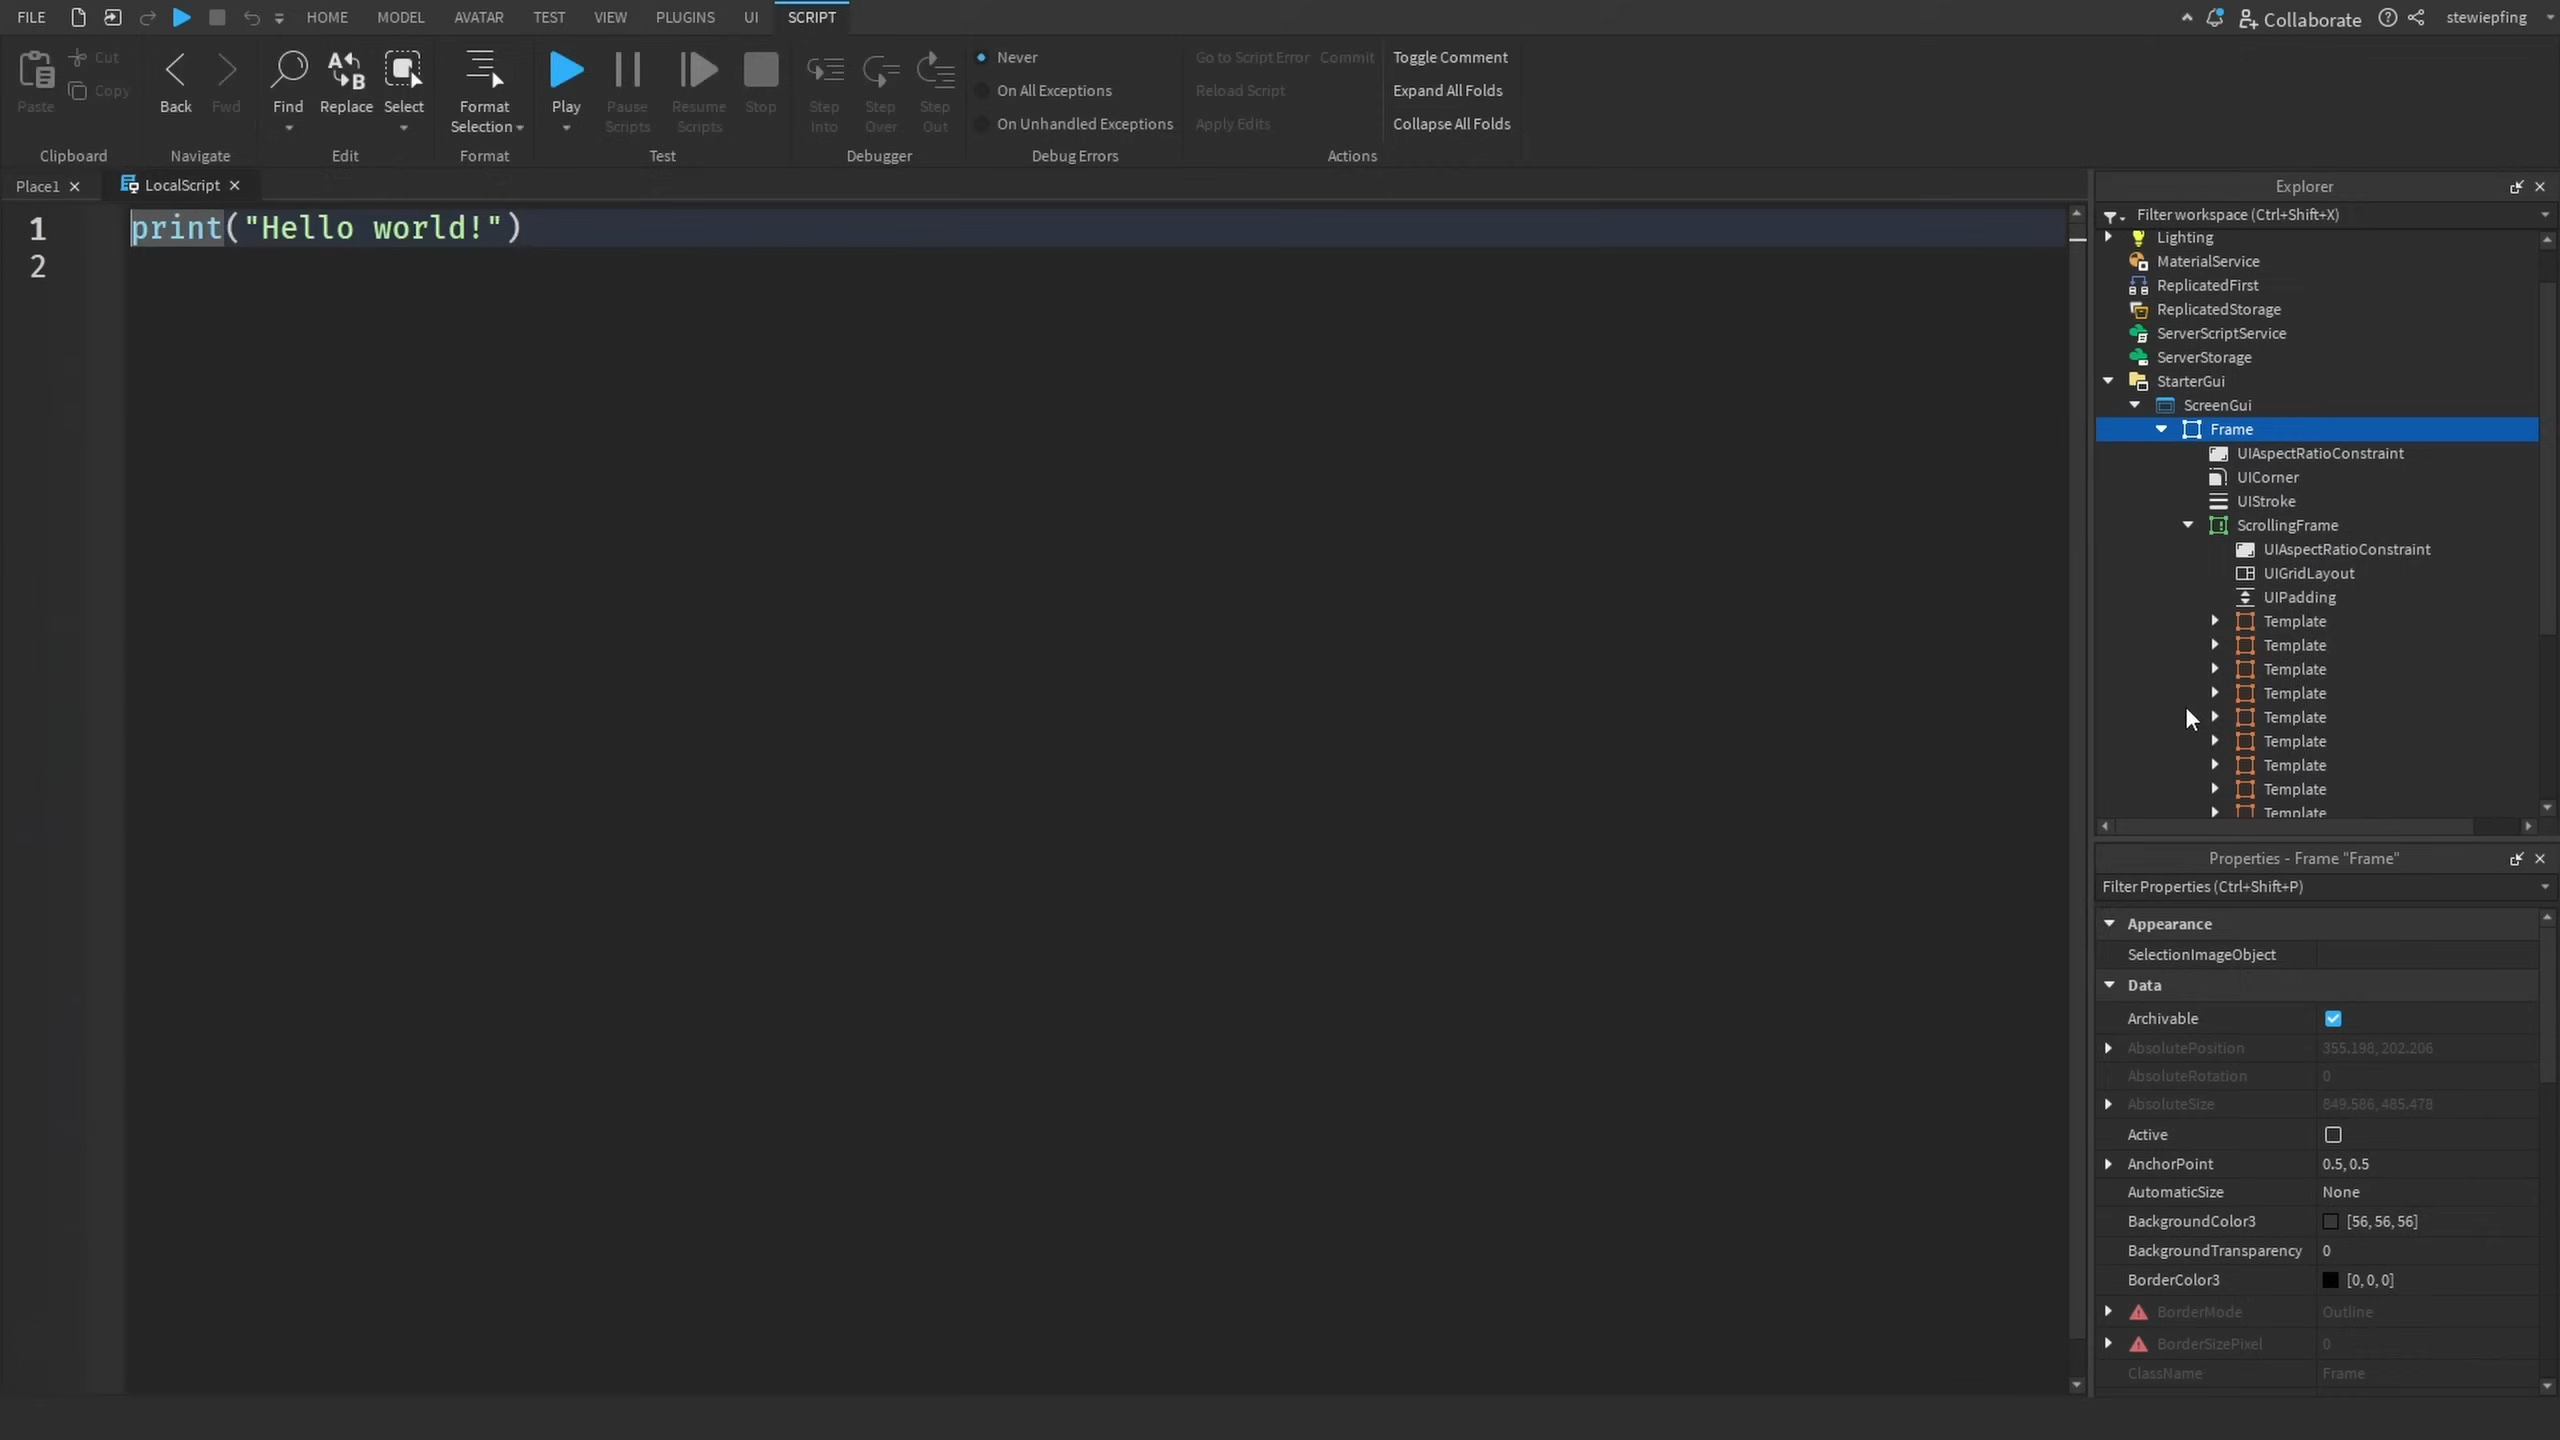 FILE HOME MODEL AVATAR TEST VIEW PLUGINS UI SCRIPT Collaborate stewiepfing
Paste Cut Copy
Clipboard
Back Fwd
Navigate
Find Replace Select
Edit
Format Selection
Format
Play Pause Scripts Resume Scripts Stop
Test
Step Into Step Over Step Out
Debugger
Never
On All Exceptions
On Unhandled Exceptions
Debug Errors
Go to Script Error Commit Toggle Comment
Reload Script Expand All Folds
Apply Edits Collapse All Folds
Actions
Place1 LocalScript
1 print("Hello world!")
2
Explorer
Filter workspace (Ctrl+Shift+X)
Lighting
MaterialService
ReplicatedFirst
ReplicatedStorage
ServerScriptService
ServerStorage
StarterGui
ScreenGui
Frame
UIAspectRatioConstraint
UICorner
UIStroke
ScrollingFrame
UIAspectRatioConstraint
UIGridLayout
UIPadding
Template
Template
Template
Template
Template
Template
Template
Template
Template
Properties - Frame "Frame"
Filter Properties (Ctrl+Shift+P)
Appearance
SelectionImageObject
Data
Archivable
AbsolutePosition 355.198, 202.206
AbsoluteRotation 0
AbsoluteSize 849.586, 485.478
Active
AnchorPoint 0.5, 0.5
AutomaticSize None
BackgroundColor3 [56, 56, 56]
BackgroundTransparency 0
BorderColor3 [0, 0, 0]
BorderMode Outline
BorderSizePixel 0
ClassName Frame